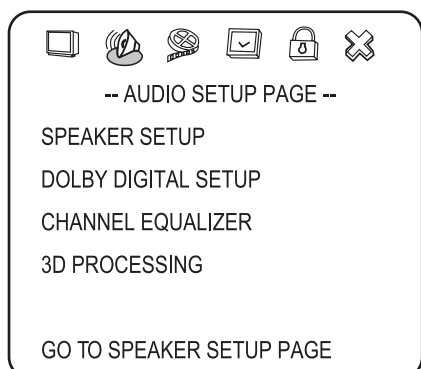 -- AUDIO SETUP PAGE --
SPEAKER SETUP
DOLBY DIGITAL SETUP
CHANNEL EQUALIZER
3D PROCESSING
GO TO SPEAKER SETUP PAGE